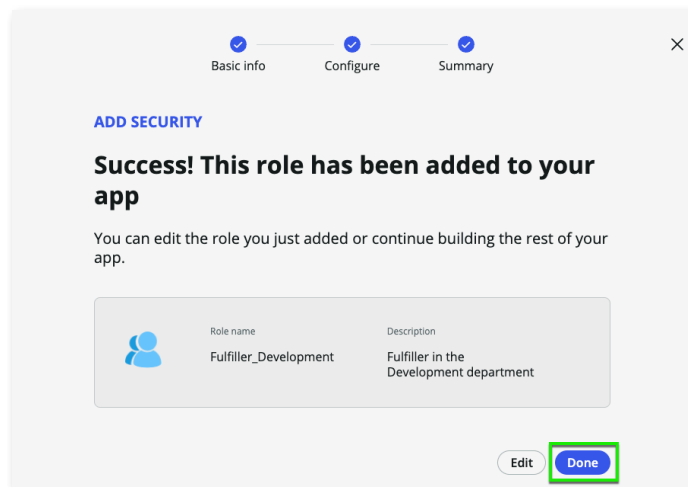 Basic info Configure Summary
ADD SECURITY
Success! This role has been added to your
app
You can edit the role you just added or continue building the rest of your
app.
Role name Description
Fulfiller_Development Fulfiller in the
Development department
Edit Done